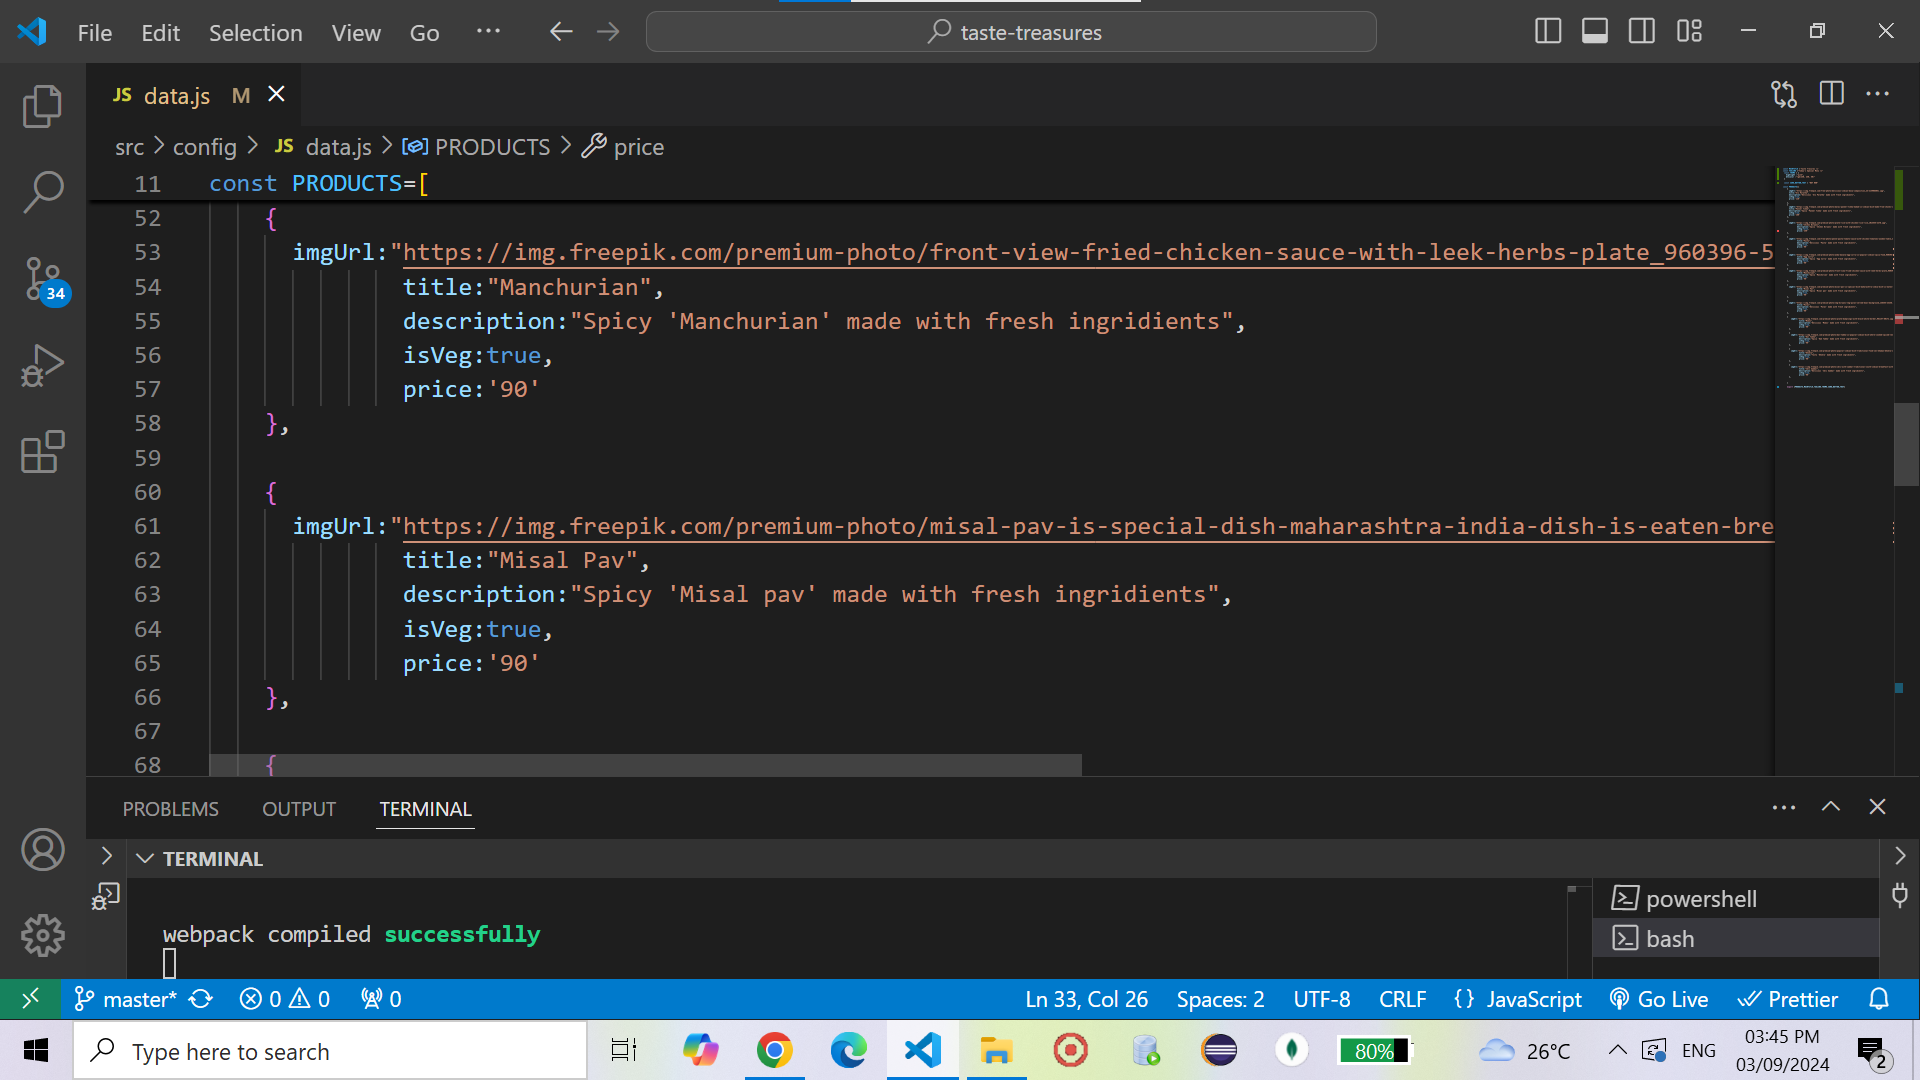 File Edit Selection View Go ··· taste-treasures
JS data.js M
src > config > JS data.js > PRODUCTS > price
11 const PRODUCTS=[
52 {
53 imgUrl:"https://img.freepik.com/premium-photo/front-view-fried-chicken-sauce-with-leek-herbs-plate_960396-5
54 title:"Manchurian",
55 description:"Spicy 'Manchurian' made with fresh ingridients",
56 isVeg:true,
57 price:'90'
58 },
59
60 {
61 imgUrl:"https://img.freepik.com/premium-photo/misal-pav-is-special-dish-maharashtra-india-dish-is-eaten-bre
62 title:"Misal Pav",
63 description:"Spicy 'Misal pav' made with fresh ingridients",
64 isVeg:true,
65 price:'90'
66 },
67
68 {
34
PROBLEMS OUTPUT TERMINAL
TERMINAL
webpack compiled successfully
powershell
bash
master* 0 0 0 Ln 33, Col 26 Spaces: 2 UTF-8 CRLF {} JavaScript Go Live Prettier
Type here to search 80% 26°C ENG 03:45 PM
03/09/2024 2